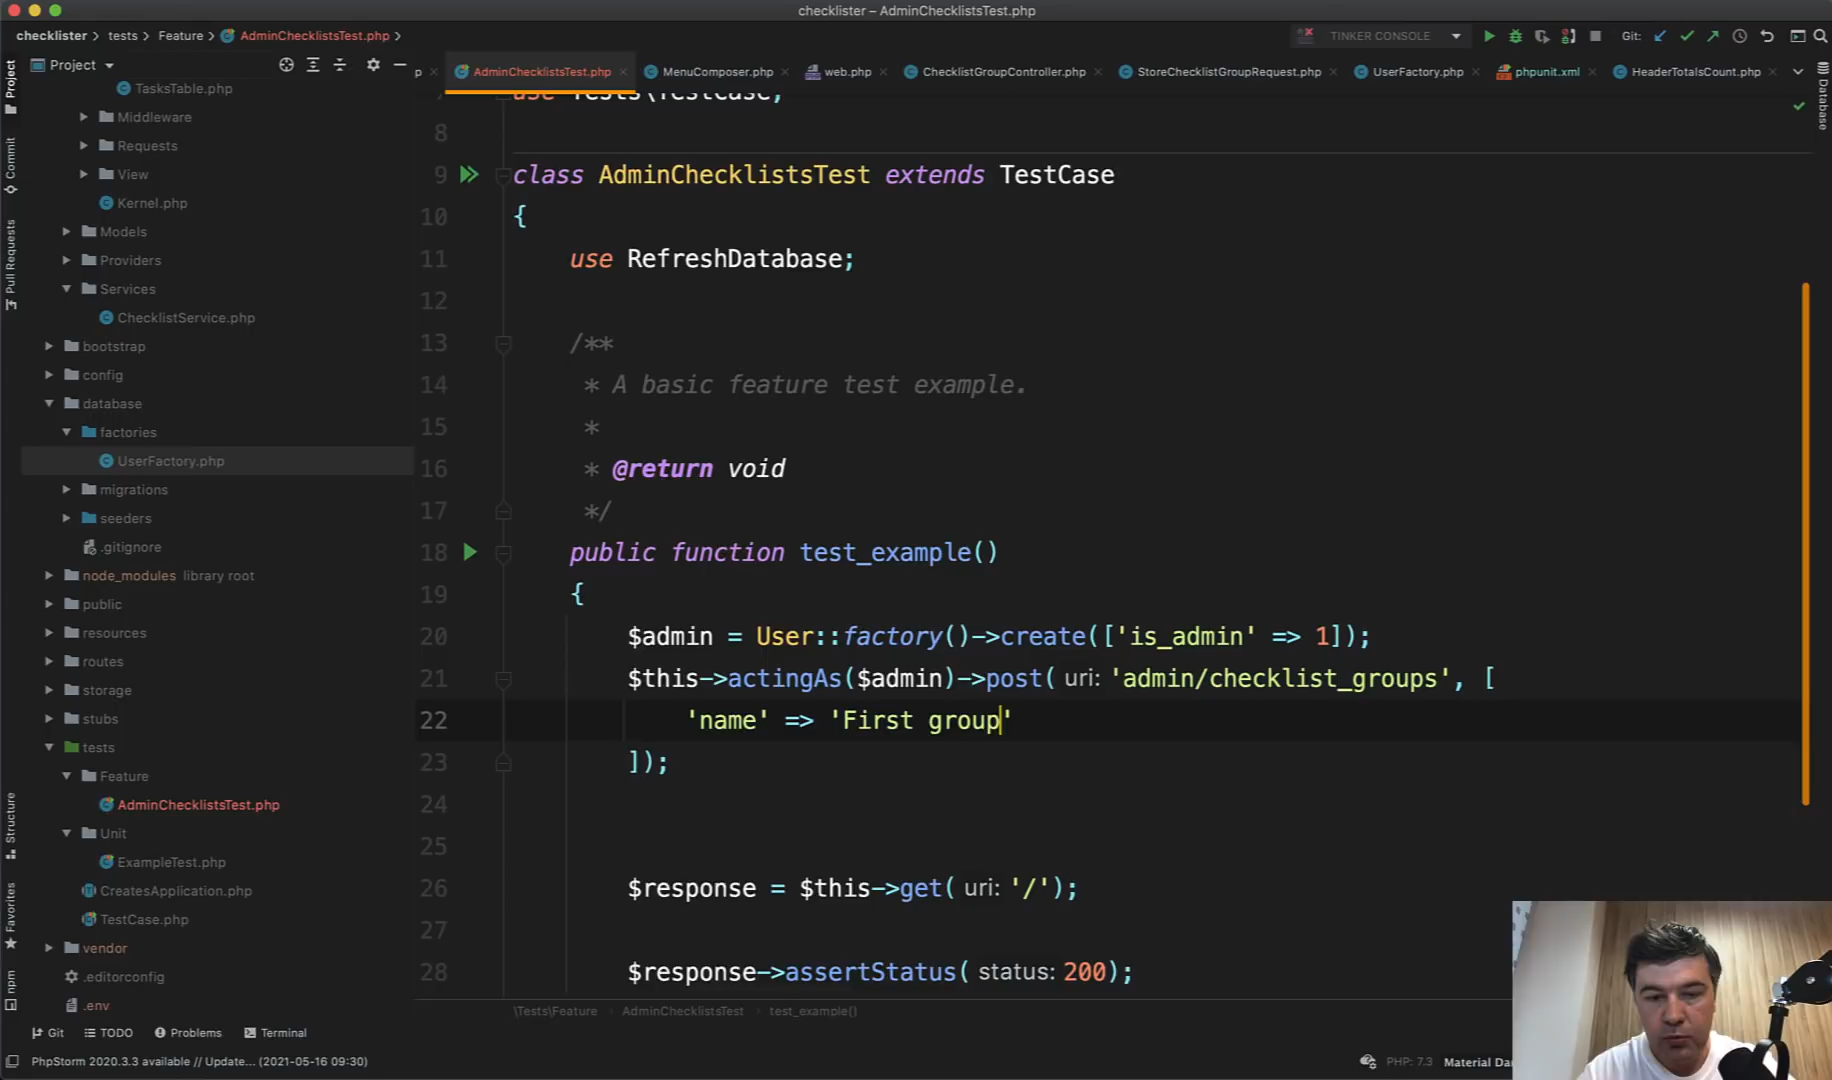 checklister – AdminChecklistsTest.php
checklister > tests > Feature > AdminChecklistsTest.php >
TINKER CONSOLE
Git:
Project
AdminChecklistsTest.php
MenuComposer.php
web.php
ChecklistGroupController.php
StoreChecklistGroupRequest.php
UserFactory.php
phpunit.xml
HeaderTotalsCount.php
Project
Commit
Pull Requests
Structure
Favorites
npm
Database
TasksTable.php
Middleware
Requests
View
Kernel.php
Models
Providers
Services
ChecklistService.php
bootstrap
config
database
factories
UserFactory.php
migrations
seeders
.gitignore
node_modules library root
public
resources
routes
storage
stubs
tests
Feature
AdminChecklistsTest.php
Unit
ExampleTest.php
CreatesApplication.php
TestCase.php
vendor
.editorconfig
.env
use Tests\TestCase;
8
9 class AdminChecklistsTest extends TestCase
10 {
11 use RefreshDatabase;
12
13 /**
14 * A basic feature test example.
15 *
16 * @return void
17 */
18 public function test_example()
19 {
20 $admin = User::factory()->create(['is_admin' => 1]);
21 $this->actingAs($admin)->post( uri: 'admin/checklist_groups', [
22 'name' => 'First group'
23 ]);
24
25
26 $response = $this->get( uri: '/');
27
28 $response->assertStatus( status: 200);
\Tests\Feature AdminChecklistsTest test_example()
Git TODO Problems Terminal
PhpStorm 2020.3.3 available // Update... (2021-05-16 09:30)
PHP: 7.3